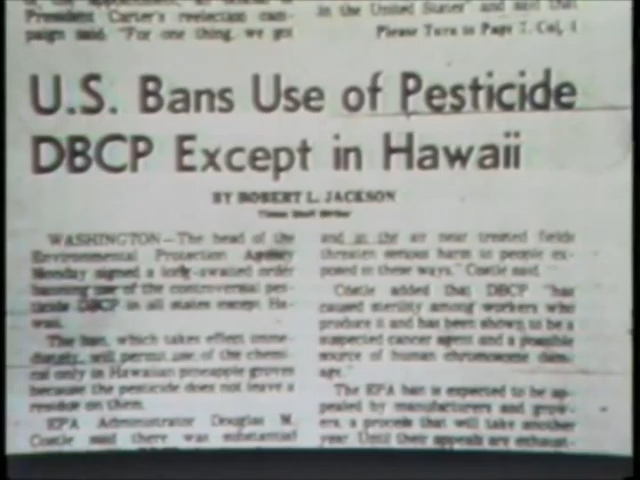 President Carter's reelection cam-
paign said. "For one thing, we got
in the United States" and said that
Please Turn to Page 7, Col. 1
U.S. Bans Use of Pesticide
DBCP Except in Hawaii
BY ROBERT L. JACKSON
Times Staff Writer
WASHINGTON—The head of the
Environmental Protection Agency
Monday signed a long-awaited order
banning use of the controversial pes-
ticide DBCP in all states except Ha-
waii.
The ban, which takes effect imme-
diately, will permit use of the chemi-
cal only in Hawaiian pineapple groves
because the pesticide does not leave a
residue on them.
EPA Administrator Douglas M.
Costle said there was substantial
and in the air near treated fields
threaten serious harm to people ex-
posed in these ways," Costle said.
Costle added that DBCP "has
caused sterility among workers who
produce it and has been shown to be a
suspected cancer agent and a possible
source of human chromosome dam-
age."
The EPA ban is expected to be ap-
pealed by manufacturers and grow-
ers, a process that will take another
year. Until their appeals are exhaust-